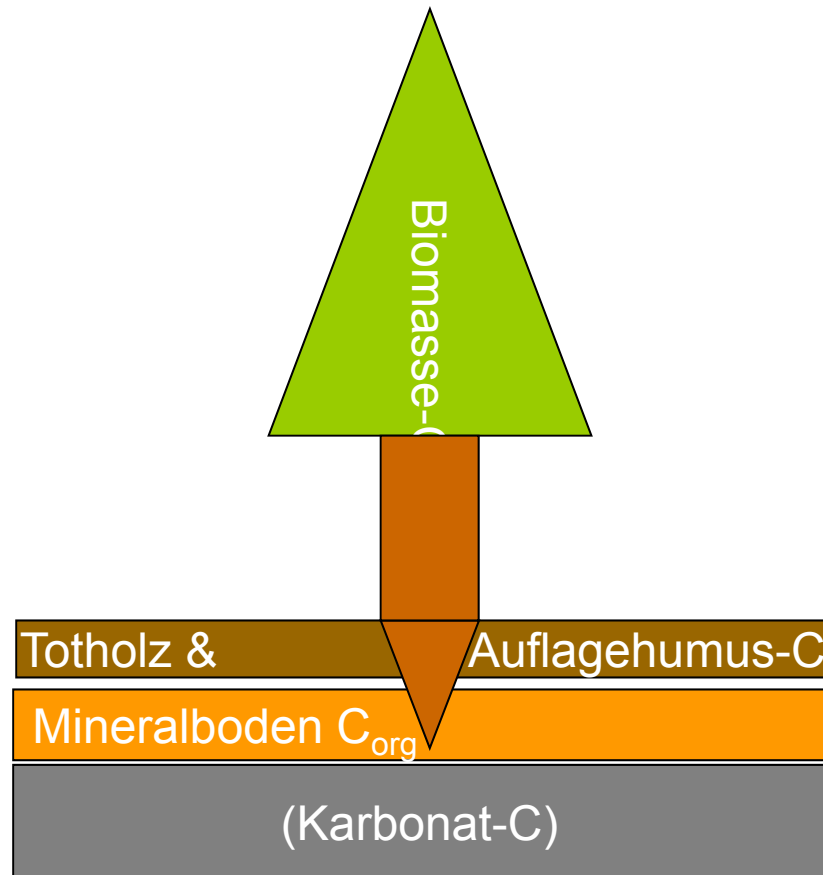 Biomasse-C
Totholz & Auflagehumus-C
Mineralboden Corg
(Karbonat-C)